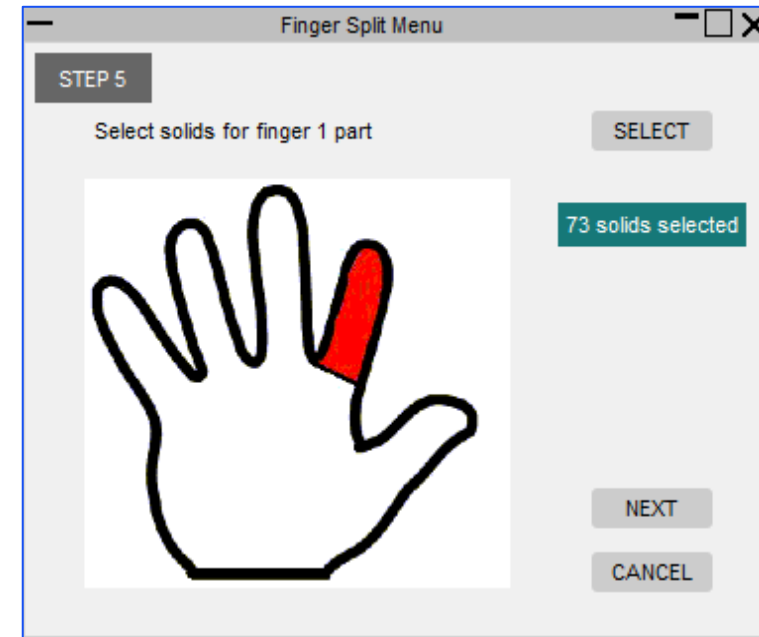 Finger Split Menu
STEP 5
Select solids for finger 1 part
SELECT
73 solids selected
NEXT
CANCEL